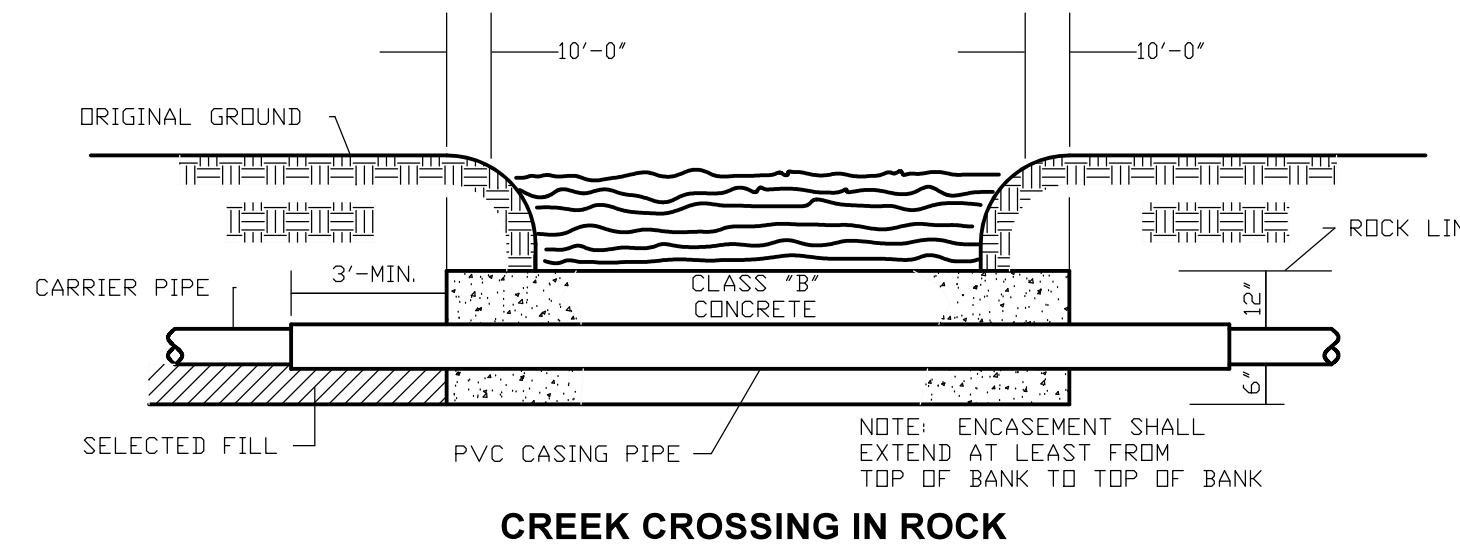 10'-0"
10'-0"
ORIGINAL GROUND
ROCK LIN
3'-MIN.
CARRIER PIPE
CLASS "B"
CONCRETE
12"
6"
SELECTED FILL
PVC CASING PIPE
NOTE: ENCASEMENT SHALL
EXTEND AT LEAST FROM
TOP OF BANK TO TOP OF BANK
CREEK CROSSING IN ROCK